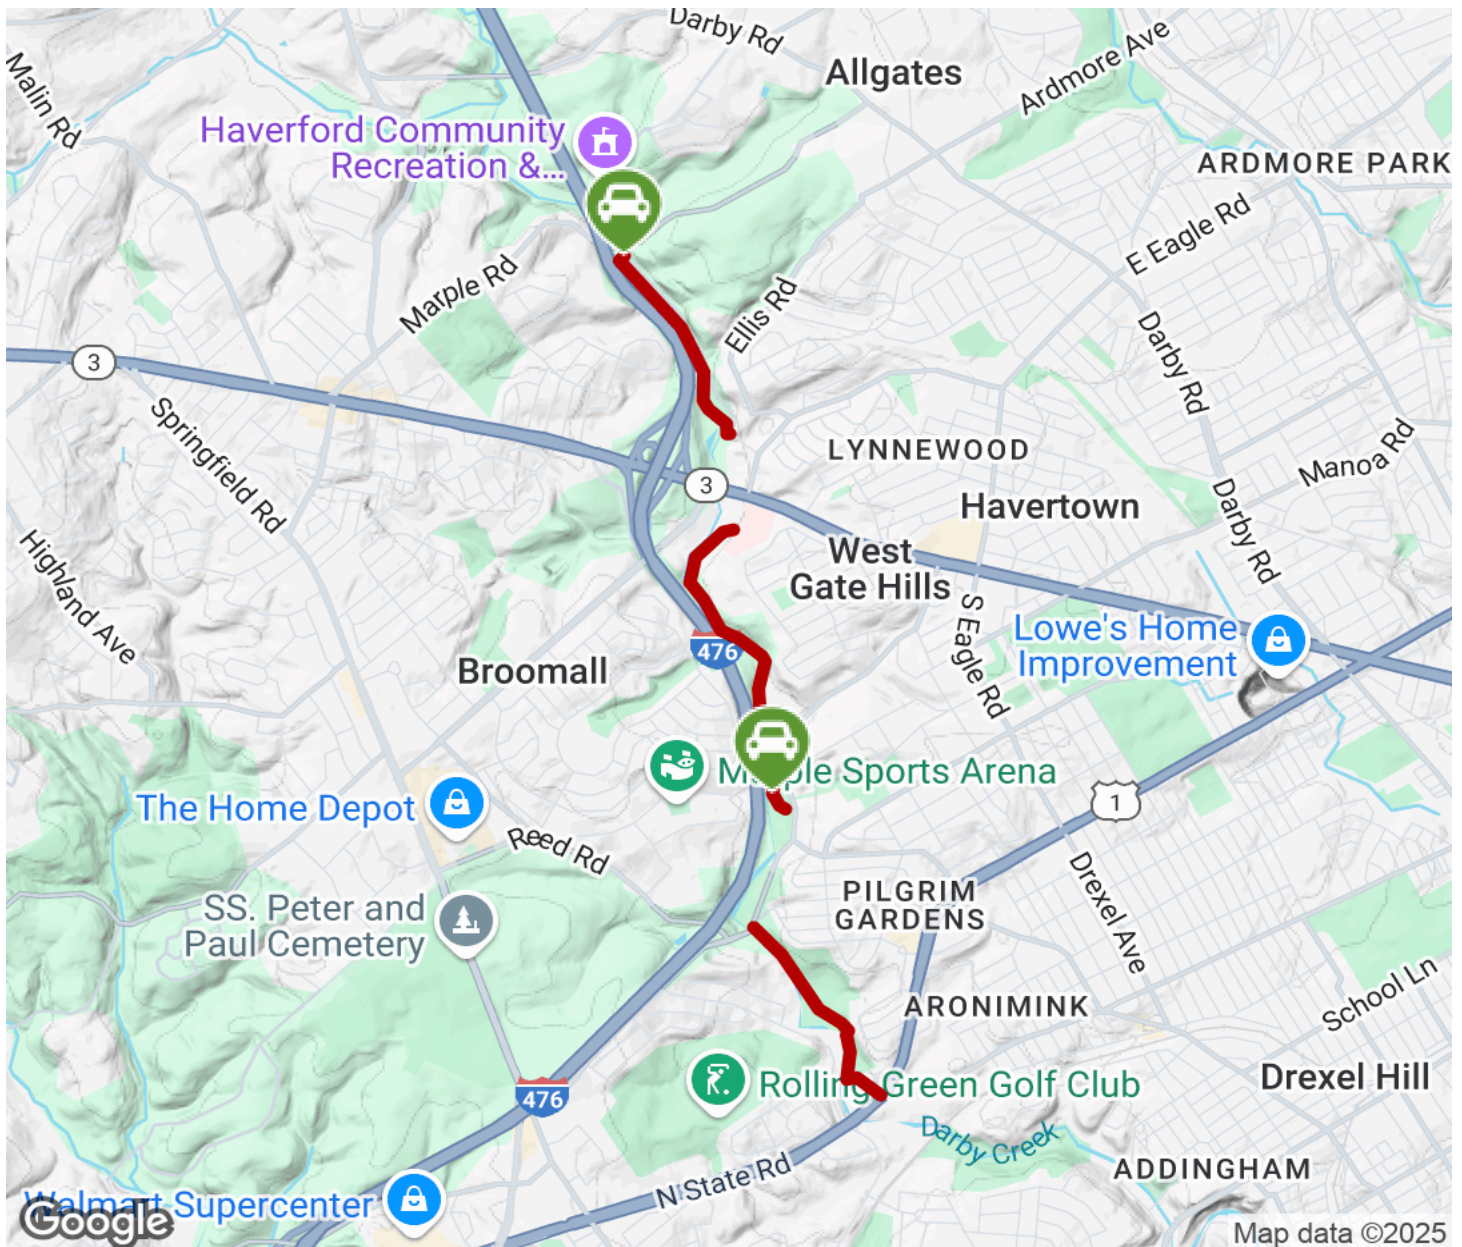 Darby Rd
Malin Rd
Allgates
Ardmore Ave
Haverford Community
Recreation &...
ARDMORE PARK
E Eagle Rd
Marple Rd
Ellis Rd
Darby Rd
3
Springfield Rd
LYNNEWOOD
Manoa Rd
3
Havertown
Darby Rd
Highland Ave
West
Gate Hills
S Eagle Rd
Lowe's Home
Improvement
476
Broomall
Marple Sports Arena
1
The Home Depot
Reed Rd
Drexel Ave
PILGRIM
GARDENS
SS. Peter and
Paul Cemetery
School Ln
ARONIMINK
Rolling Green Golf Club
Drexel Hill
476
Darby Creek
N State Rd
ADDINGHAM
Walmart Supercenter
Google
Map data ©2025